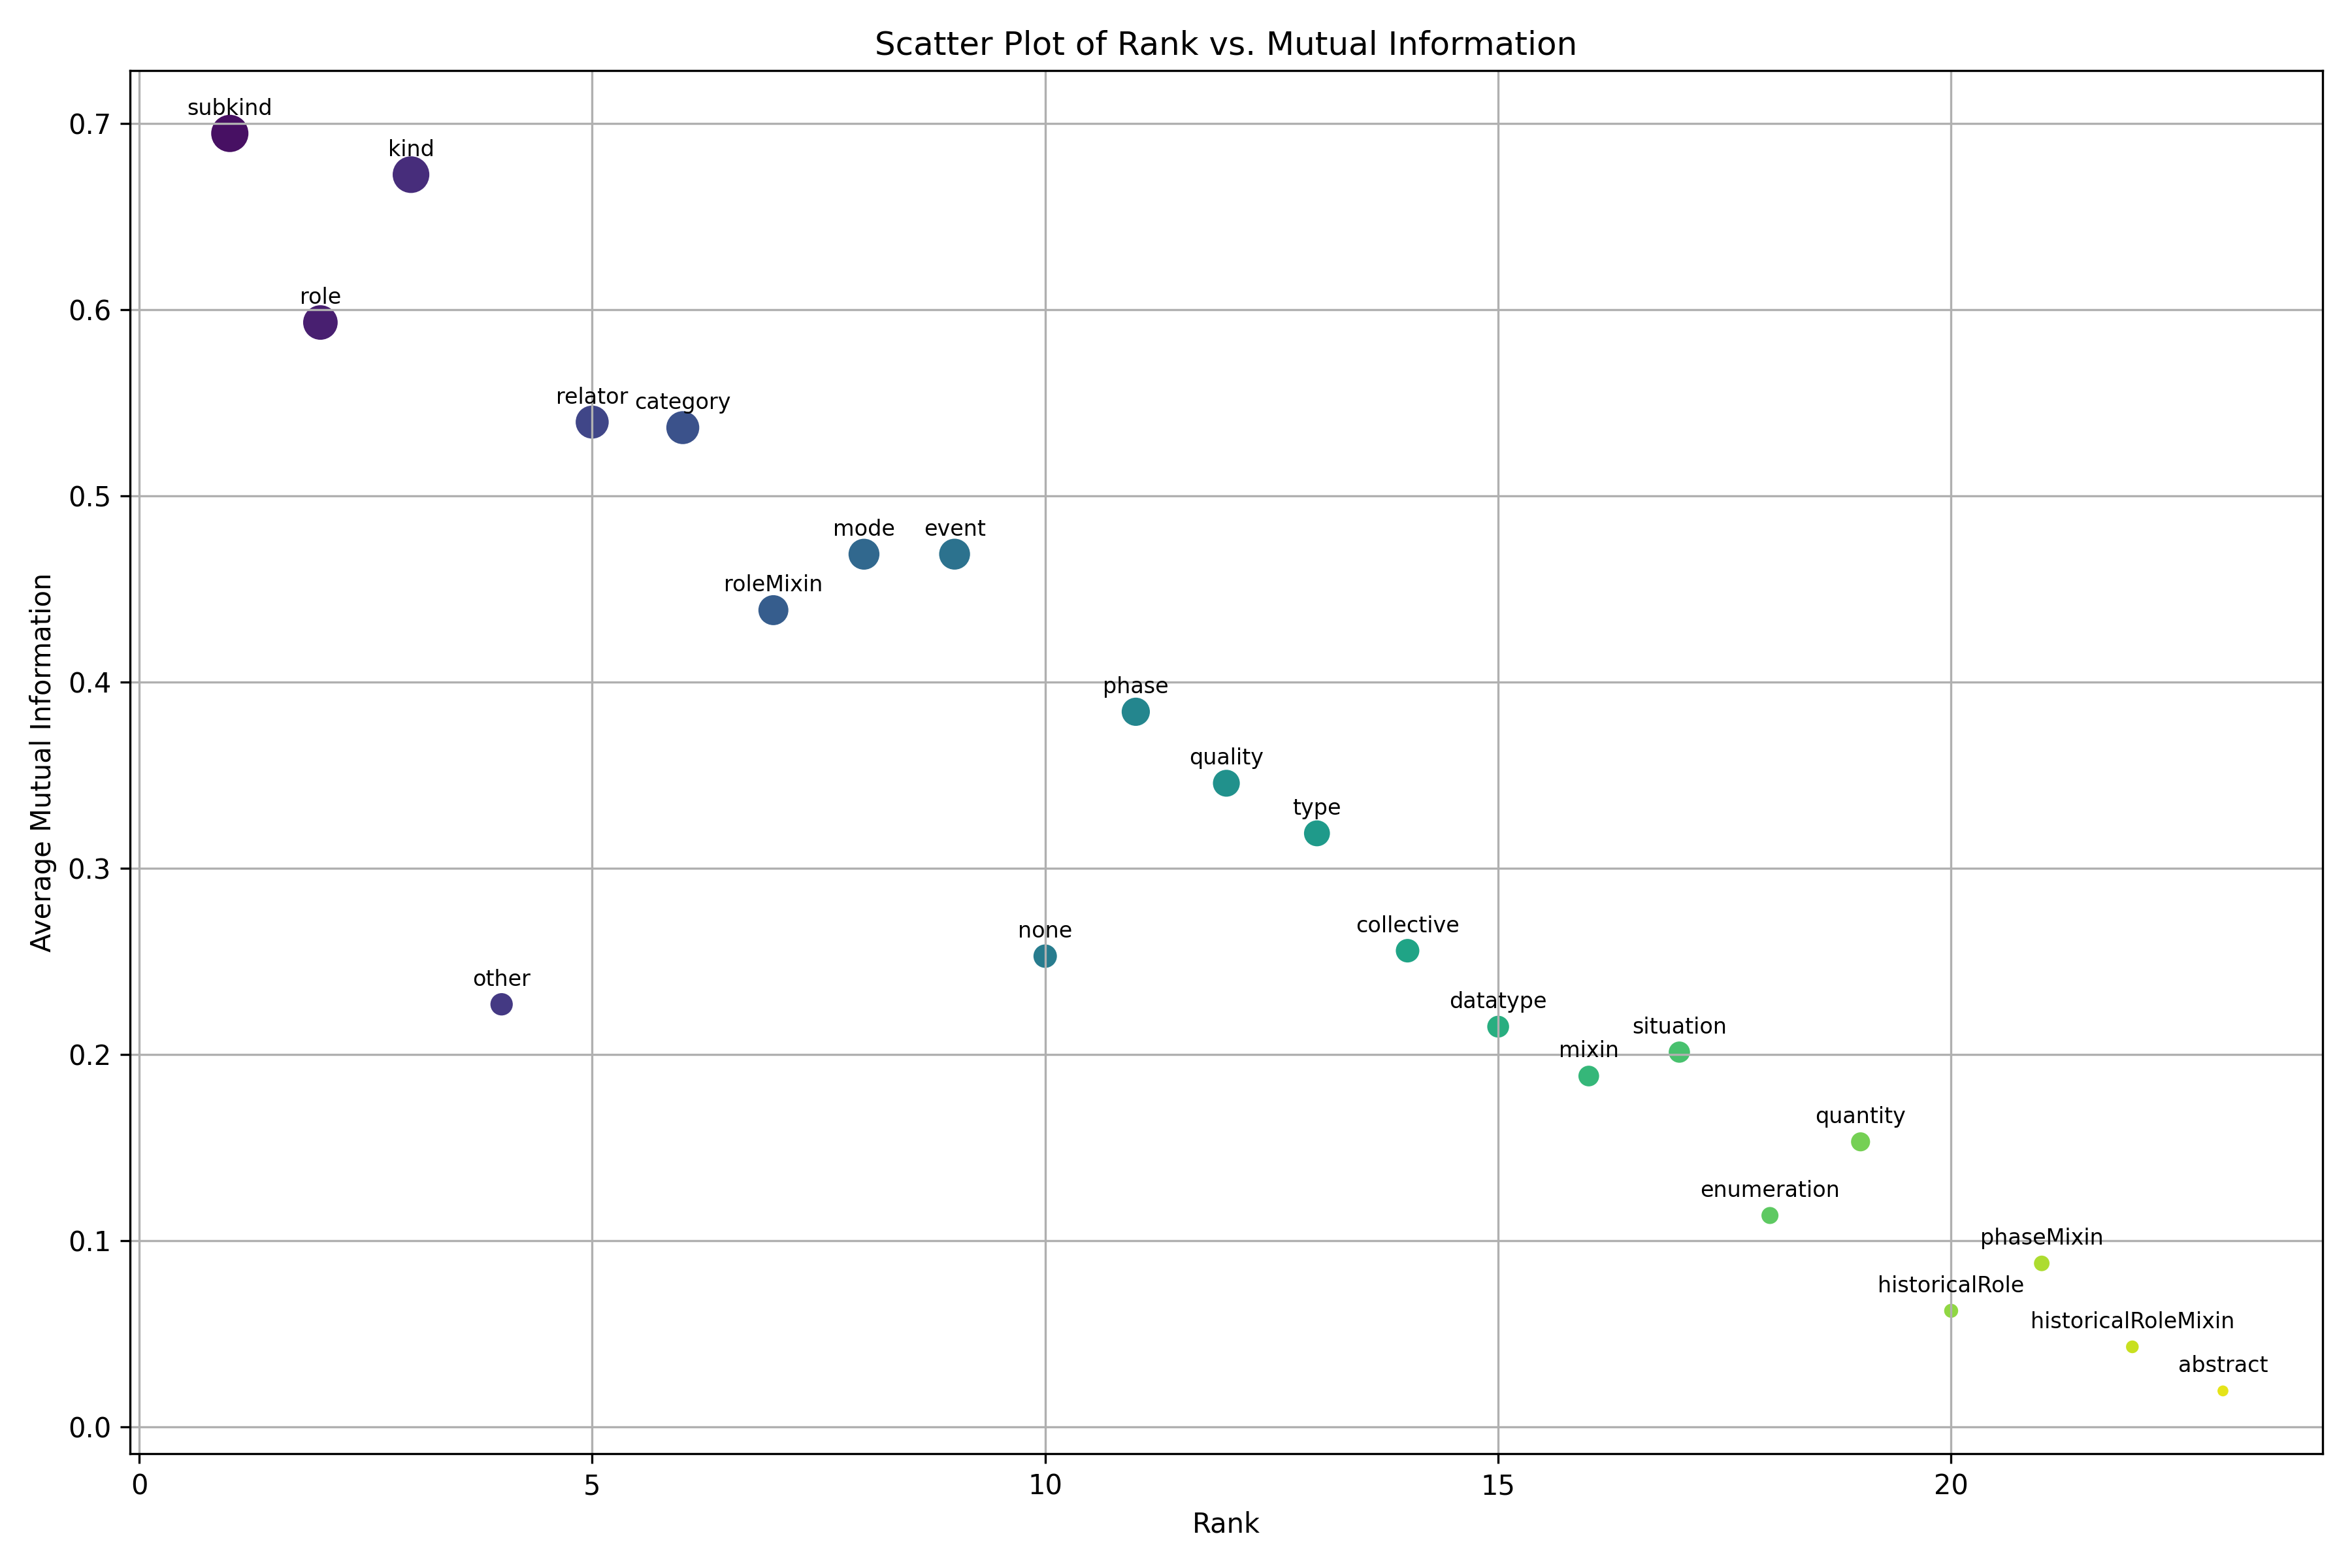 Scatter Plot of Rank vs. Mutual Information
Average Mutual Information
0.7
0.6
0.5
0.4
0.3
0.2
0.1
0.0
subkind
kind
role
relator
category
mode
event
roleMixin
phase
quality
type
collective
none
other
datatype
situation
mixin
quantity
enumeration
phaseMixin
historicalRole
historicalRoleMixin
abstract
0
5
10
15
20
Rank